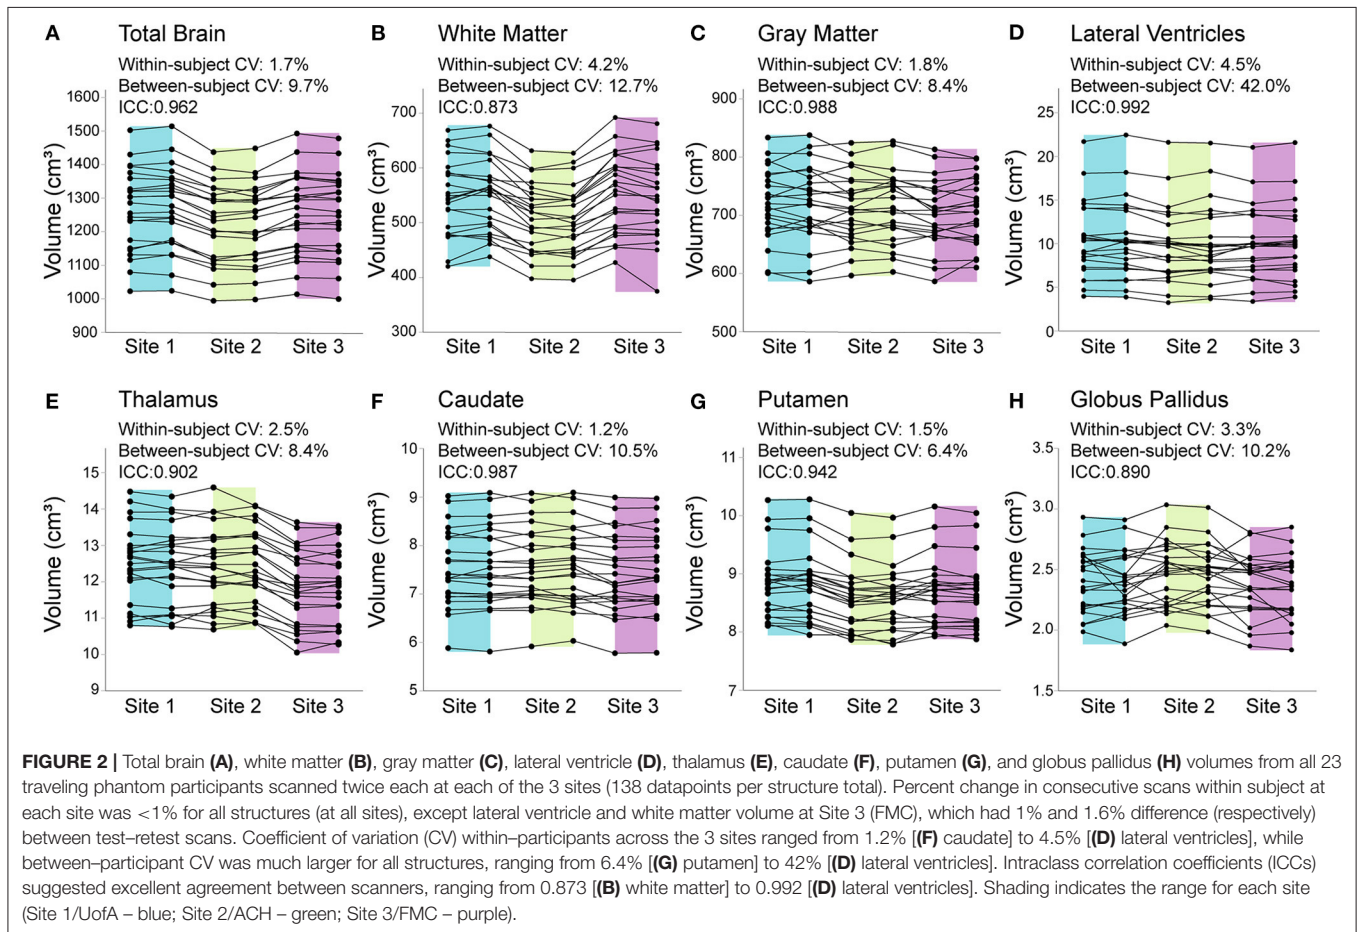 A Total Brain
Within-subject CV: 1.7%
Between-subject CV: 9.7%
ICC:0.962
Volume (cm³)
1600
1500
1400
1300
1200
1100
1000
900
Site 1 Site 2 Site 3
B White Matter
Within-subject CV: 4.2%
Between-subject CV: 12.7%
ICC:0.873
Volume (cm³)
700
600
500
400
300
Site 1 Site 2 Site 3
C Gray Matter
Within-subject CV: 1.8%
Between-subject CV: 8.4%
ICC:0.988
Volume (cm³)
900
800
700
600
500
Site 1 Site 2 Site 3
D Lateral Ventricles
Within-subject CV: 4.5%
Between-subject CV: 42.0%
ICC:0.992
Volume (cm³)
25
20
15
10
5
0
Site 1 Site 2 Site 3
E Thalamus
Within-subject CV: 2.5%
Between-subject CV: 8.4%
ICC:0.902
Volume (cm³)
15
14
13
12
11
10
9
Site 1 Site 2 Site 3
F Caudate
Within-subject CV: 1.2%
Between-subject CV: 10.5%
ICC:0.987
Volume (cm³)
10
9
8
7
6
5
Site 1 Site 2 Site 3
G Putamen
Within-subject CV: 1.5%
Between-subject CV: 6.4%
ICC:0.942
Volume (cm³)
11
10
9
8
7
Site 1 Site 2 Site 3
H Globus Pallidus
Within-subject CV: 3.3%
Between-subject CV: 10.2%
ICC:0.890
Volume (cm³)
3.5
3.0
2.5
2.0
1.5
Site 1 Site 2 Site 3
FIGURE 2 | Total brain (A), white matter (B), gray matter (C), lateral ventricle (D), thalamus (E), caudate (F), putamen (G), and globus pallidus (H) volumes from all 23
traveling phantom participants scanned twice each at each of the 3 sites (138 datapoints per structure total). Percent change in consecutive scans within subject at
each site was <1% for all structures (at all sites), except lateral ventricle and white matter volume at Site 3 (FMC), which had 1% and 1.6% difference (respectively)
between test–retest scans. Coefficient of variation (CV) within–participants across the 3 sites ranged from 1.2% [(F) caudate] to 4.5% [(D) lateral ventricles], while
between–participant CV was much larger for all structures, ranging from 6.4% [(G) putamen] to 42% [(D) lateral ventricles]. Intraclass correlation coefficients (ICCs)
suggested excellent agreement between scanners, ranging from 0.873 [(B) white matter] to 0.992 [(D) lateral ventricles]. Shading indicates the range for each site
(Site 1/UofA – blue; Site 2/ACH – green; Site 3/FMC – purple).